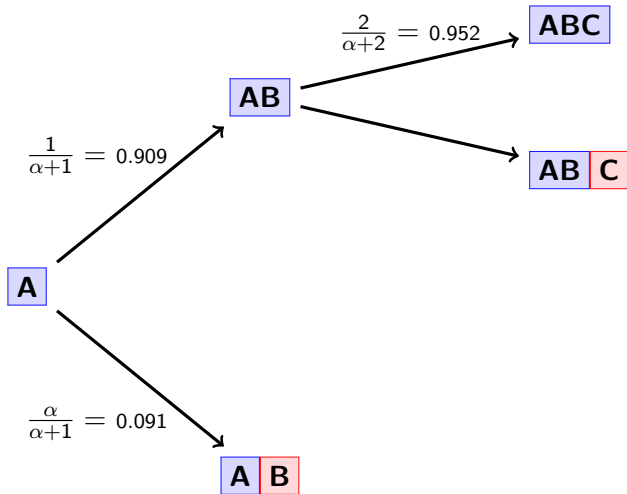 2/(α+2) = 0.952
ABC
AB
1/(α+1) = 0.909
AB C
A
α/(α+1) = 0.091
A B